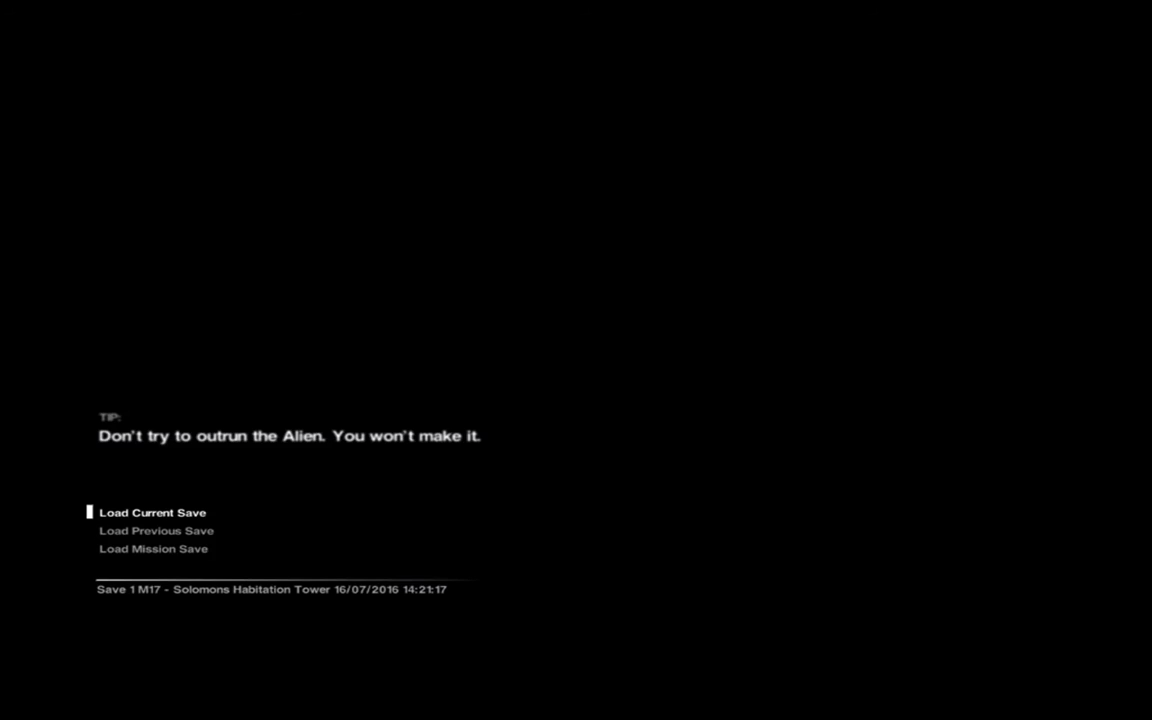 TIP:
Don't try to outrun the Alien. You won't make it.
Load Current Save
Load Previous Save
Load Mission Save
Save 1 M17 - Solomons Habitation Tower 16/07/2016 14:21:17